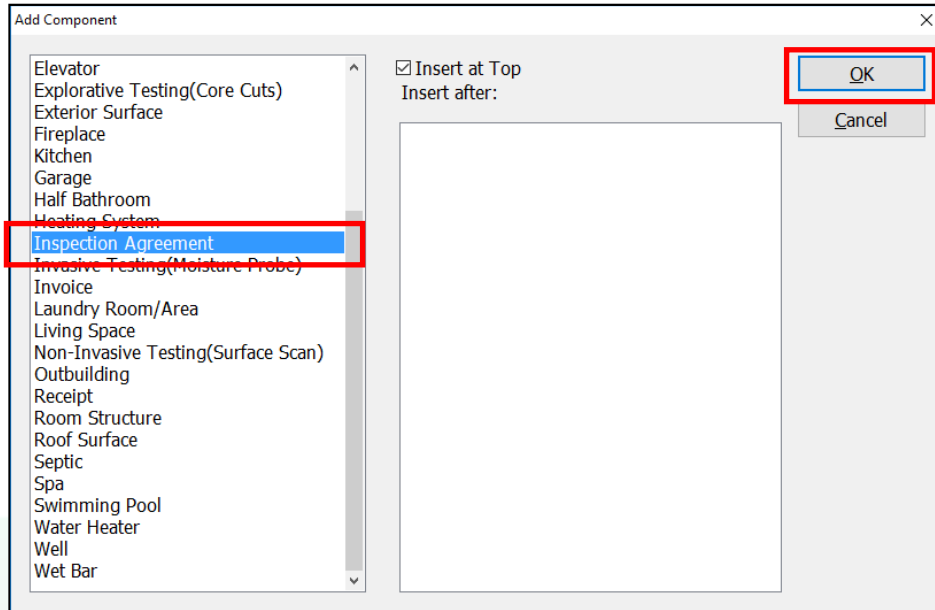 Add Component
Elevator
Explorative Testing(Core Cuts)
Exterior Surface
Fireplace
Kitchen
Garage
Half Bathroom
Heating System
Inspection Agreement
Invasive Testing(Moisture Probe)
Invoice
Laundry Room/Area
Living Space
Non-Invasive Testing(Surface Scan)
Outbuilding
Receipt
Room Structure
Roof Surface
Septic
Spa
Swimming Pool
Water Heater
Well
Wet Bar
Insert at Top
Insert after:
OK
Cancel